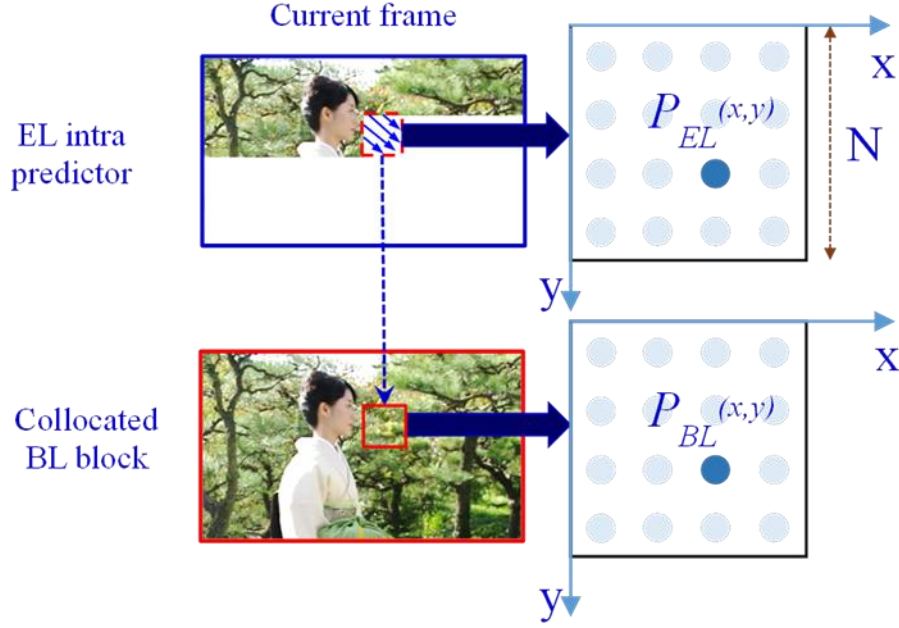 Current frame
EL intra
predictor
x
P_EL (x,y)
N
y
Collocated
BL block
x
P_BL (x,y)
y